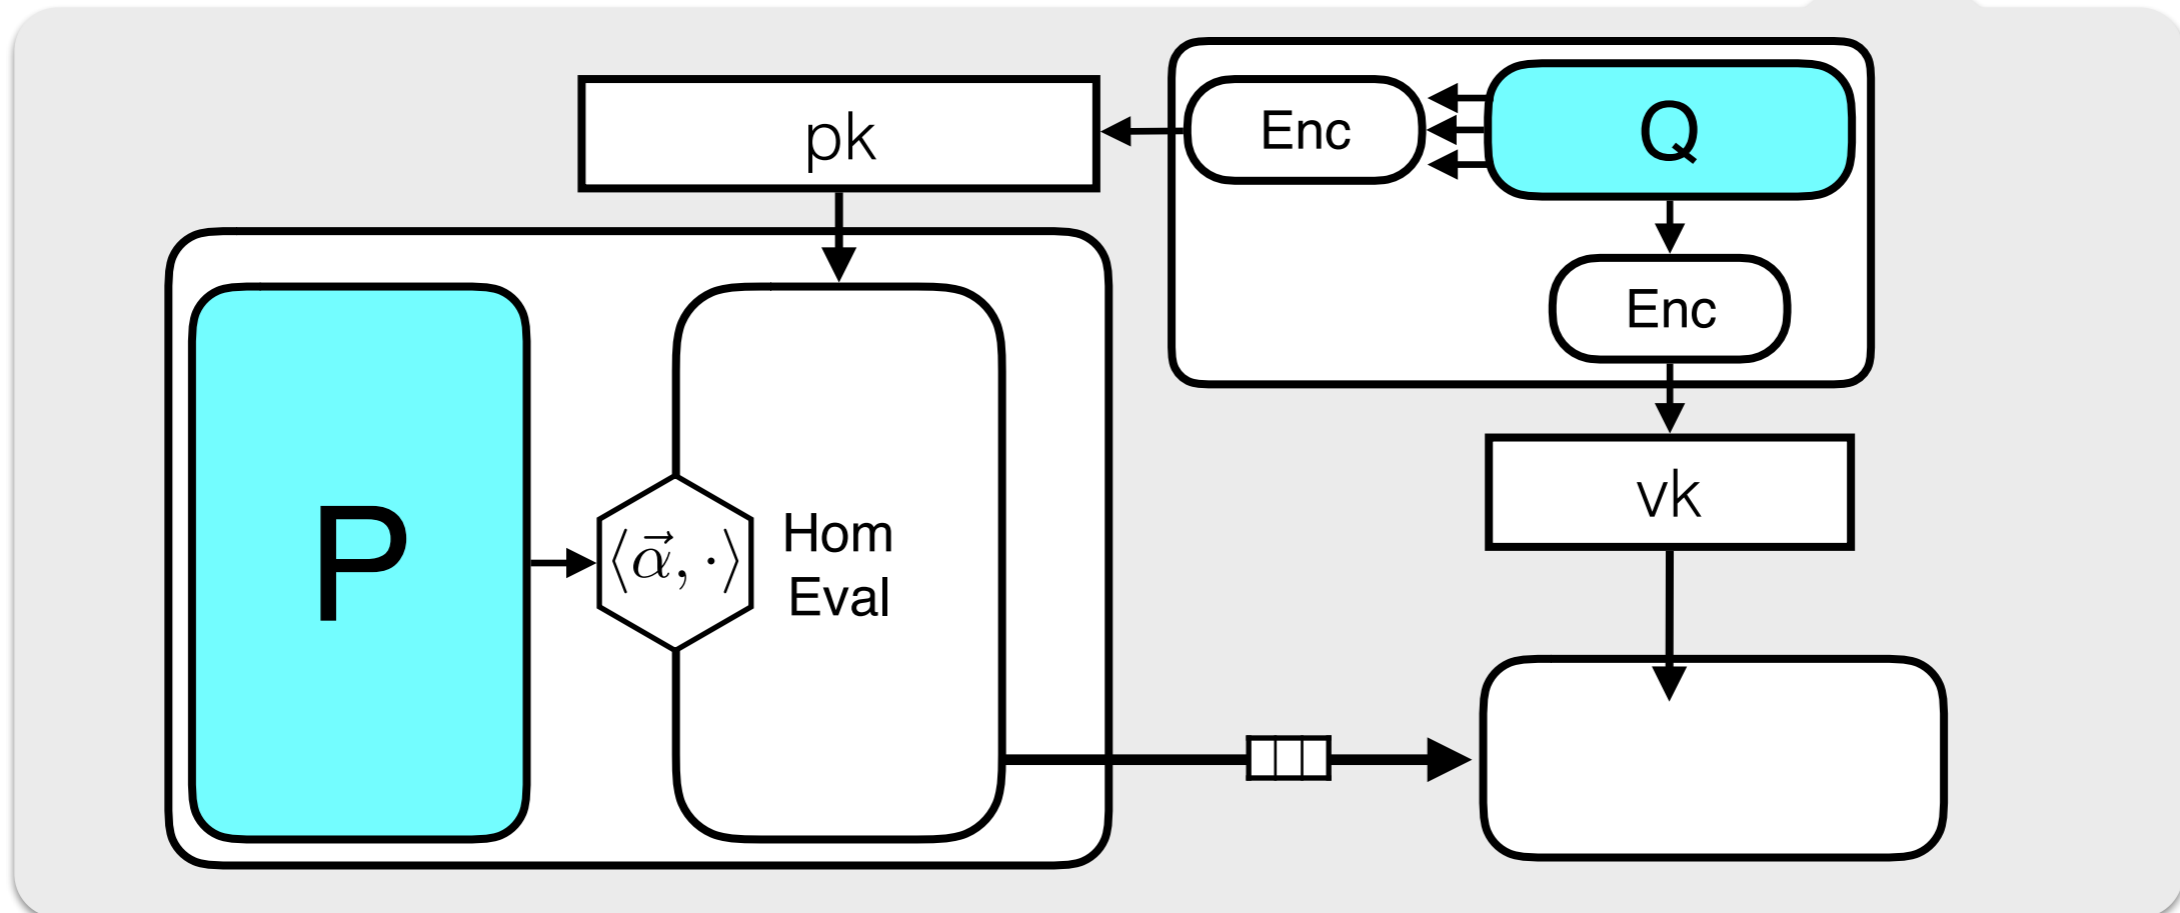 pk
Enc
Q
Enc
P
⟨α⃗, ·⟩
Hom
Eval
vk